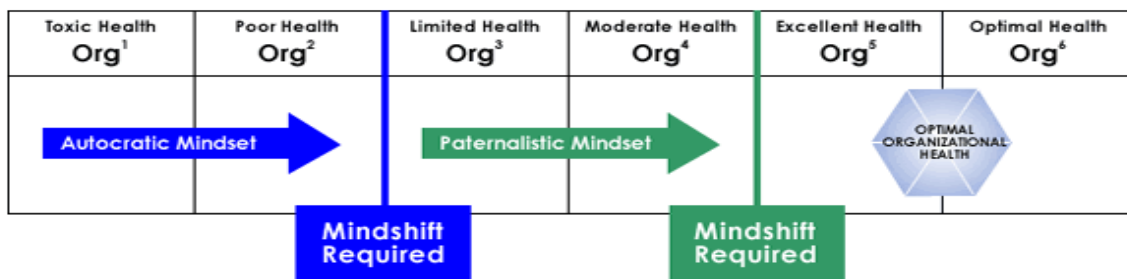 Toxic Health
Org¹
Poor Health
Org²
Limited Health
Org³
Moderate Health
Org⁴
Excellent Health
Org⁵
Optimal Health
Org⁶
Autocratic Mindset
Paternalistic Mindset
OPTIMAL
ORGANIZATIONAL
HEALTH
Mindshift
Required
Mindshift
Required